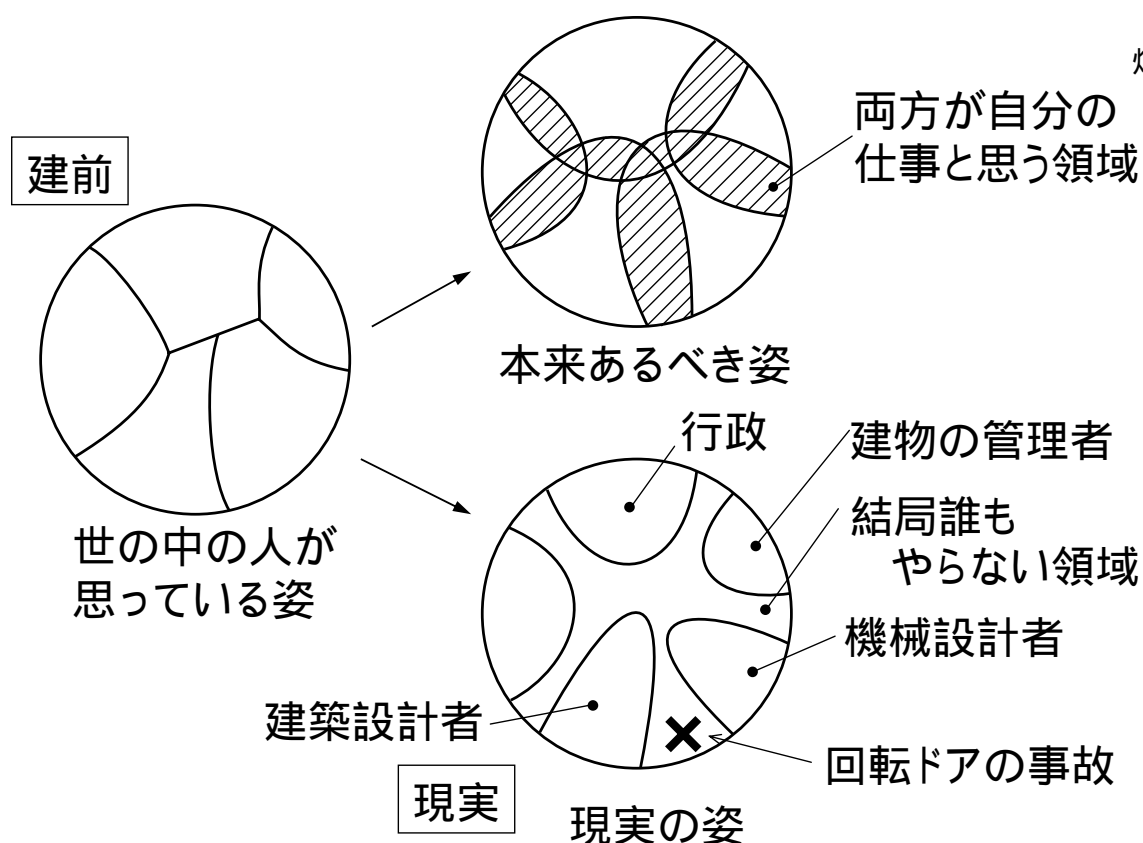 両方が自分の
仕事と思う領域
建前
本来あるべき姿
世の中の人が
思っている姿
行政
建物の管理者
結局誰も
やらない領域
機械設計者
建築設計者
回転ドアの事故
現実
現実の姿